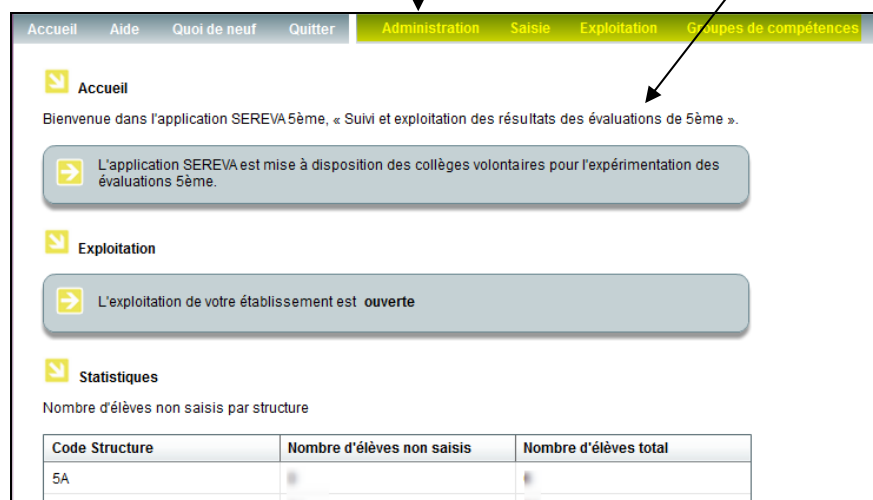 Accueil Aide Quoi de neuf Quitter Administration Saisie Exploitation Groupes de compétences
Accueil
Bienvenue dans l'application SEREVA 5ème, « Suivi et exploitation des résultats des évaluations de 5ème ».
L'application SEREVA est mise à disposition des collèges volontaires pour l'expérimentation des
évaluations 5ème.
Exploitation
L'exploitation de votre établissement est ouverte
Statistiques
Nombre d'élèves non saisis par structure
Code Structure Nombre d'élèves non saisis Nombre d'élèves total
5A